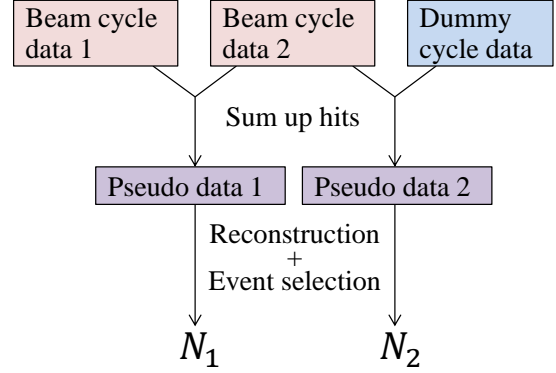 Beam cycle
data 1
Beam cycle
data 2
Dummy
cycle data
Sum up hits
Pseudo data 1
Pseudo data 2
Reconstruction
+
Event selection
N1
N2